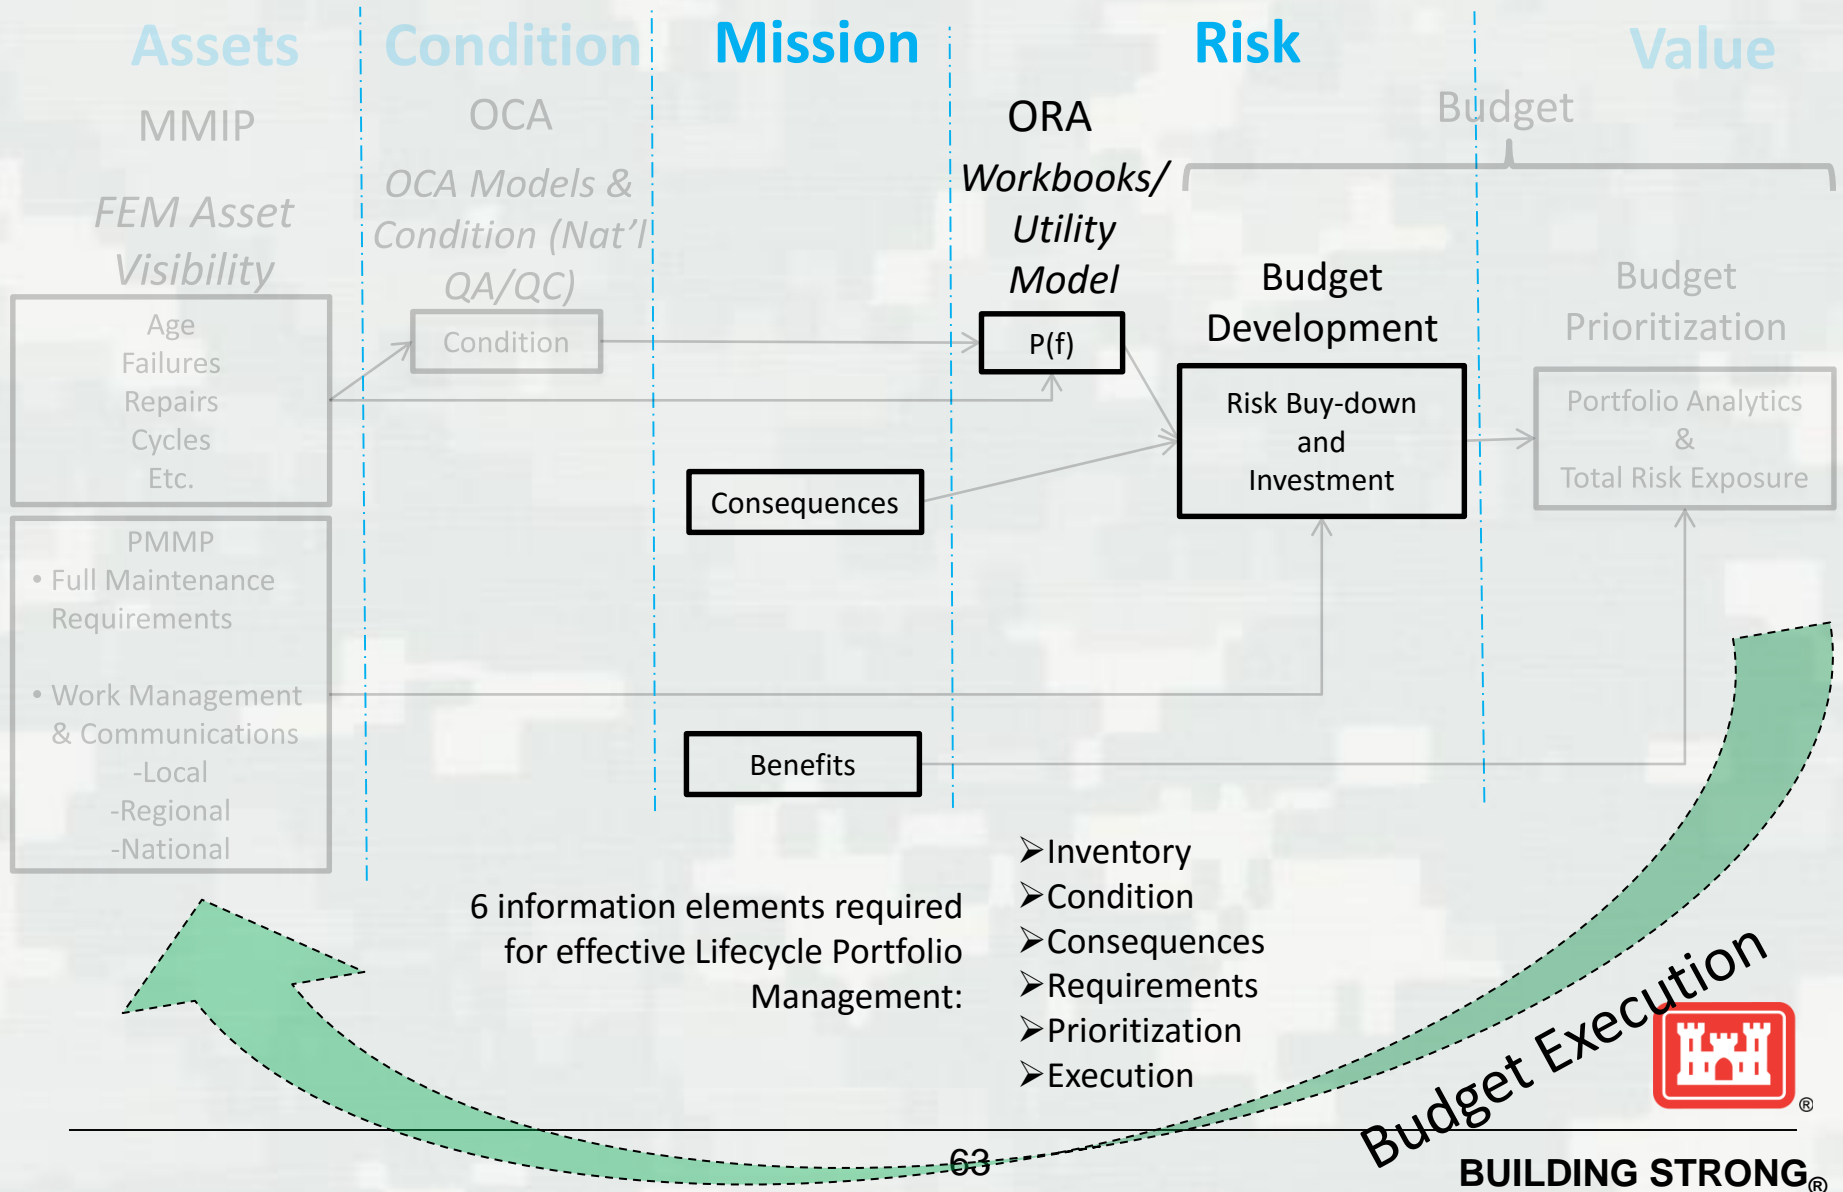 Assets
Condition
Mission
Risk
Value
MMIP
FEM Asset
Visibility
OCA
OCA Models &
Condition (Nat’l
QA/QC)
ORA
Workbooks/
Utility
Model
Budget
Budget
Development
Budget
Prioritization
Age
Failures
Repairs
Cycles
Etc.
Condition
P(f)
Risk Buy-down
and
Investment
Portfolio Analytics
&
Total Risk Exposure
Consequences
PMMP
• Full Maintenance
Requirements
• Work Management
& Communications
-Local
-Regional
-National
Benefits
6 information elements required
for effective Lifecycle Portfolio
Management:
➢Inventory
➢Condition
➢Consequences
➢Requirements
➢Prioritization
➢Execution
Budget Execution
®
63
BUILDING STRONG®